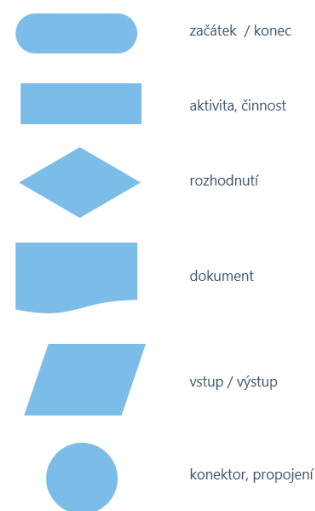 začátek / konec
aktivita, činnost
rozhodnutí
dokument
vstup / výstup
konektor, propojení